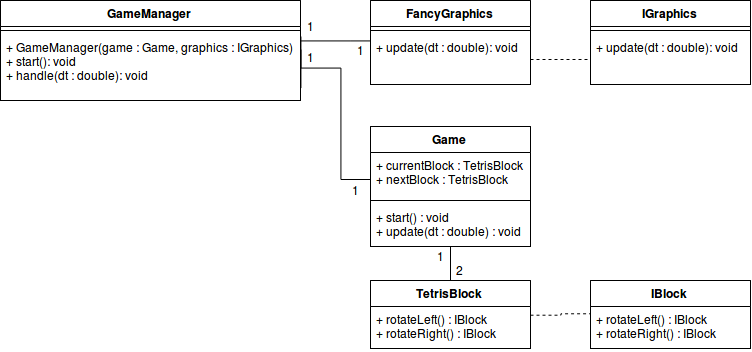 GameManager
+ GameManager(game : Game, graphics : IGraphics)
+ start(): void
+ handle(dt : double): void
1
1
1
1
FancyGraphics
+ update(dt : double): void
IGraphics
+ update(dt : double): void
Game
+ currentBlock : TetrisBlock
+ nextBlock : TetrisBlock
+ start() : void
+ update(dt : double) : void
1
2
TetrisBlock
+ rotateLeft() : IBlock
+ rotateRight() : IBlock
IBlock
+ rotateLeft() : IBlock
+ rotateRight() : IBlock